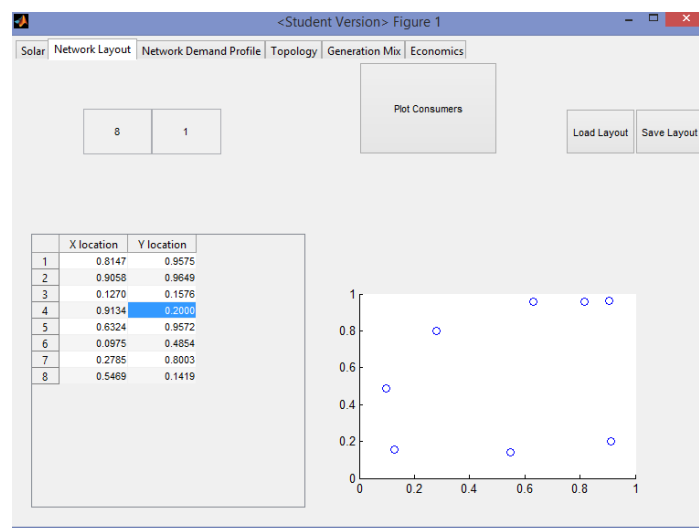 <Student Version> Figure 1
Solar Network Layout Network Demand Profile Topology Generation Mix Economics
Plot Consumers
8 1
Load Layout Save Layout
X location Y location
1 0.8147 0.9575
2 0.9058 0.9649
3 0.1270 0.1576
4 0.9134 0.2000
5 0.6324 0.9572
6 0.0975 0.4854
7 0.2785 0.8003
8 0.5469 0.1419
1
0.8
0.6
0.4
0.2
0
0 0.2 0.4 0.6 0.8 1